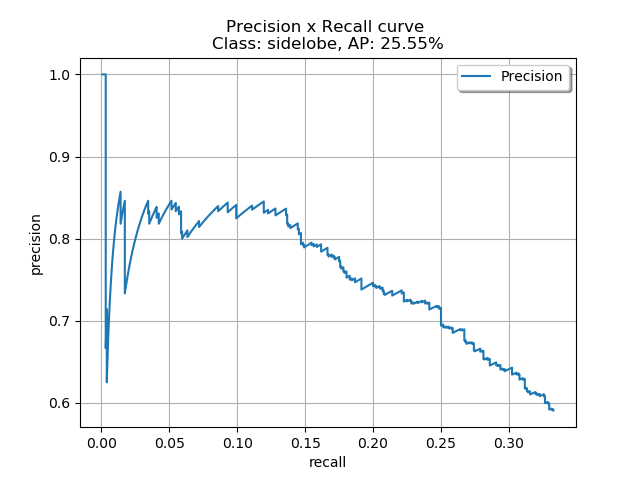 Precision x Recall curve
Class: sidelobe, AP: 25.55%
Precision
1.0
0.9
0.8
0.7
0.6
precision
0.00 0.05 0.10 0.15 0.20 0.25 0.30
recall